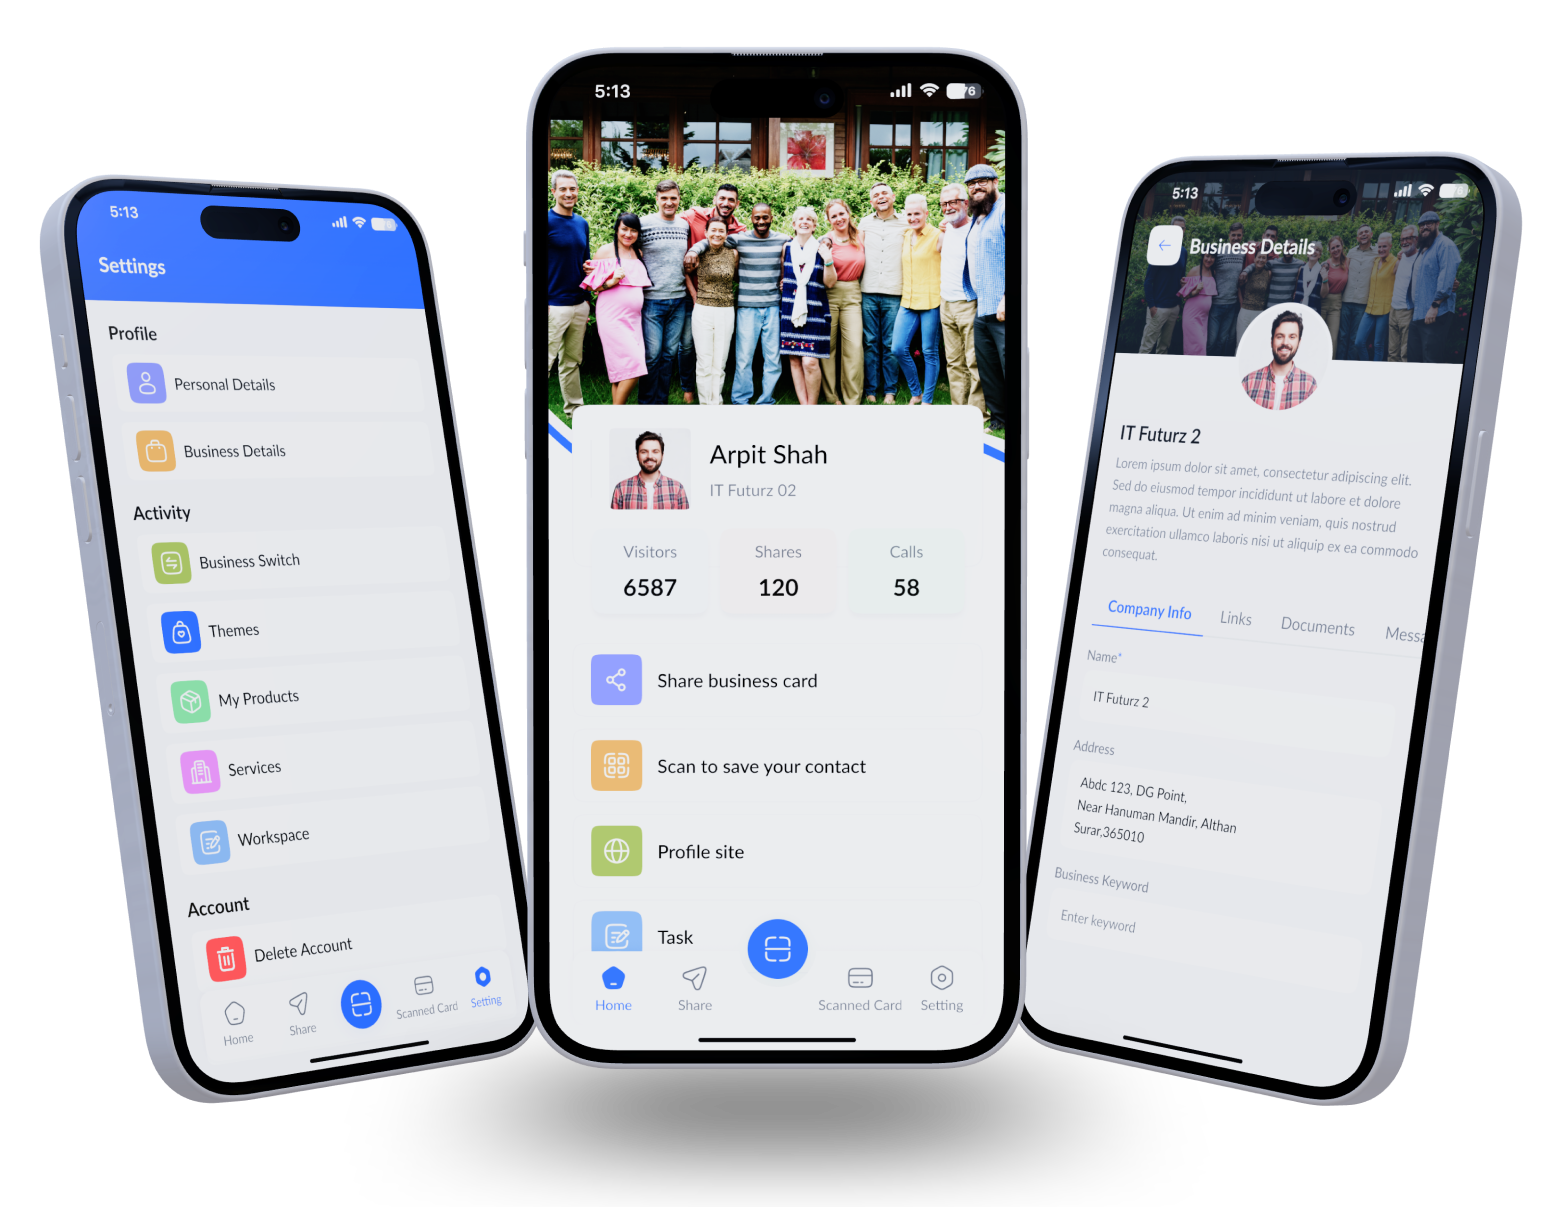 5:13
Settings
Profile
Personal Details
Business Details
Activity
Business Switch
Themes
My Products
Services
Workspace
Account
Delete Account
Home
Share
Scanned Card
Setting
5:13
76
Arpit Shah
IT Futurz 02
Visitors
Shares
Calls
6587
120
58
Share business card
Scan to save your contact
Profile site
Task
Home
Share
Scanned Card
Setting
5:13
Business Details
IT Futurz 2
Lorem ipsum dolor sit amet, consectetur adipiscing elit.
Sed do eiusmod tempor incididunt ut labore et dolore
magna aliqua. Ut enim ad minim veniam, quis nostrud
exercitation ullamco laboris nisi ut aliquip ex ea commodo
consequat.
Company Info
Links
Documents
Messa
Name*
IT Futurz 2
Address
Abdc 123, DG Point,
Near Hanuman Mandir, Althan
Surar,365010
Business Keyword
Enter keyword